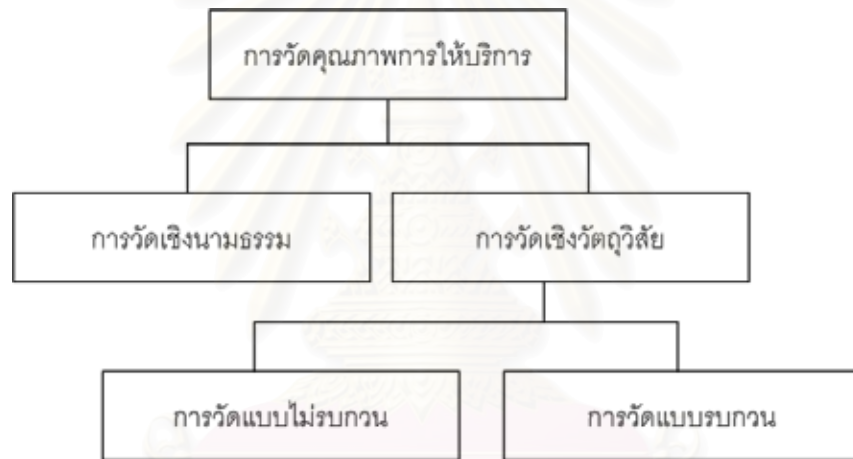 การวัดคุณภาพการให้บริการ
การวัดเชิงนามธรรม
การวัดเชิงวัตถุวิสัย
การวัดแบบไม่รบกวน
การวัดแบบรบกวน